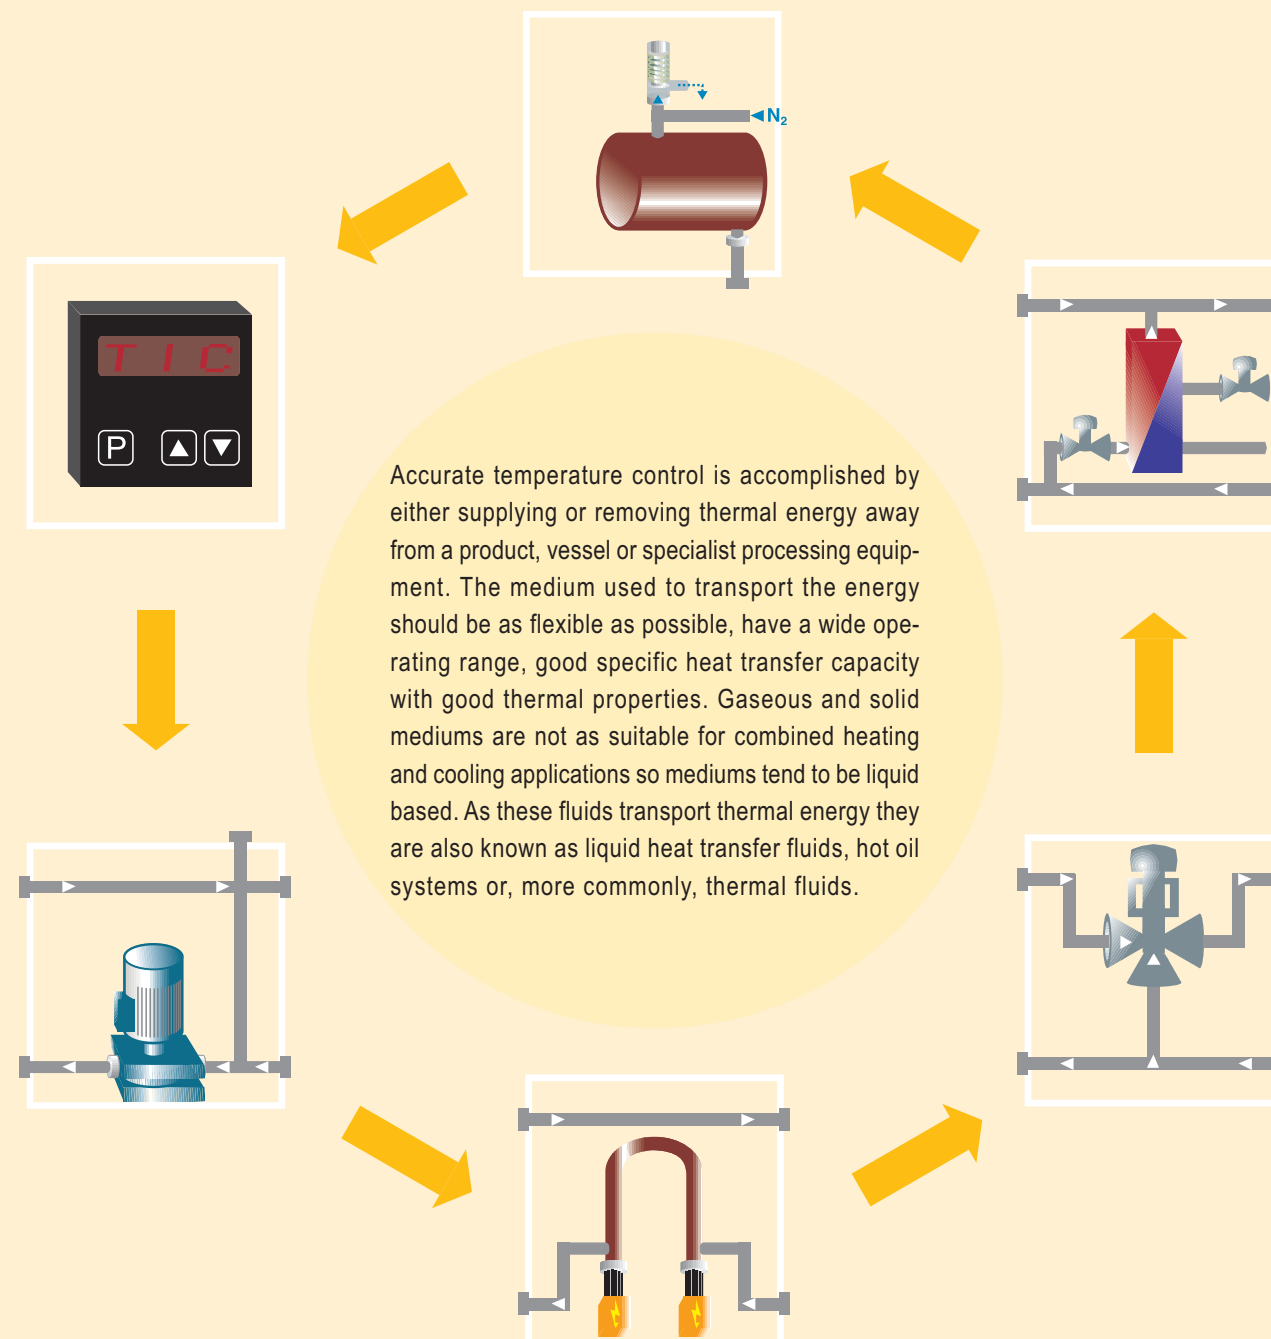 N₂
TIC
P
Accurate temperature control is accomplished by
either supplying or removing thermal energy away
from a product, vessel or specialist processing equip-
ment. The medium used to transport the energy
should be as flexible as possible, have a wide ope-
rating range, good specific heat transfer capacity
with good thermal properties. Gaseous and solid
mediums are not as suitable for combined heating
and cooling applications so mediums tend to be liquid
based. As these fluids transport thermal energy they
are also known as liquid heat transfer fluids, hot oil
systems or, more commonly, thermal fluids.